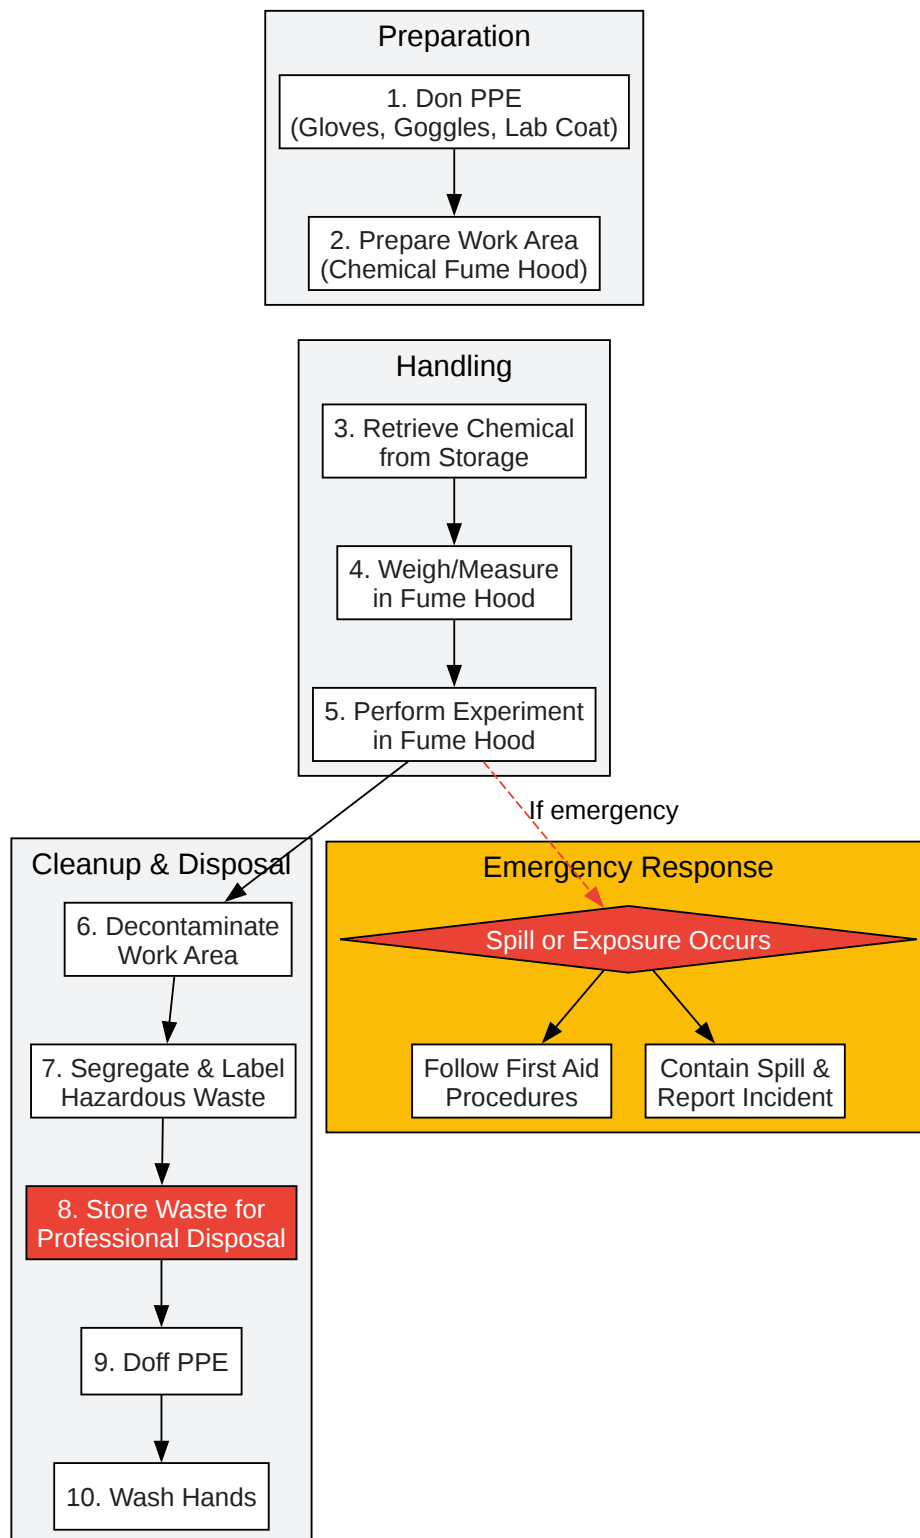 Preparation
1. Don PPE
(Gloves, Goggles, Lab Coat)
2. Prepare Work Area
(Chemical Fume Hood)
Handling
3. Retrieve Chemical
from Storage
4. Weigh/Measure
in Fume Hood
5. Perform Experiment
in Fume Hood
If emergency
Cleanup & Disposal
6. Decontaminate
Work Area
7. Segregate & Label
Hazardous Waste
8. Store Waste for
Professional Disposal
9. Doff PPE
10. Wash Hands
Emergency Response
Spill or Exposure Occurs
Follow First Aid
Procedures
Contain Spill &
Report Incident